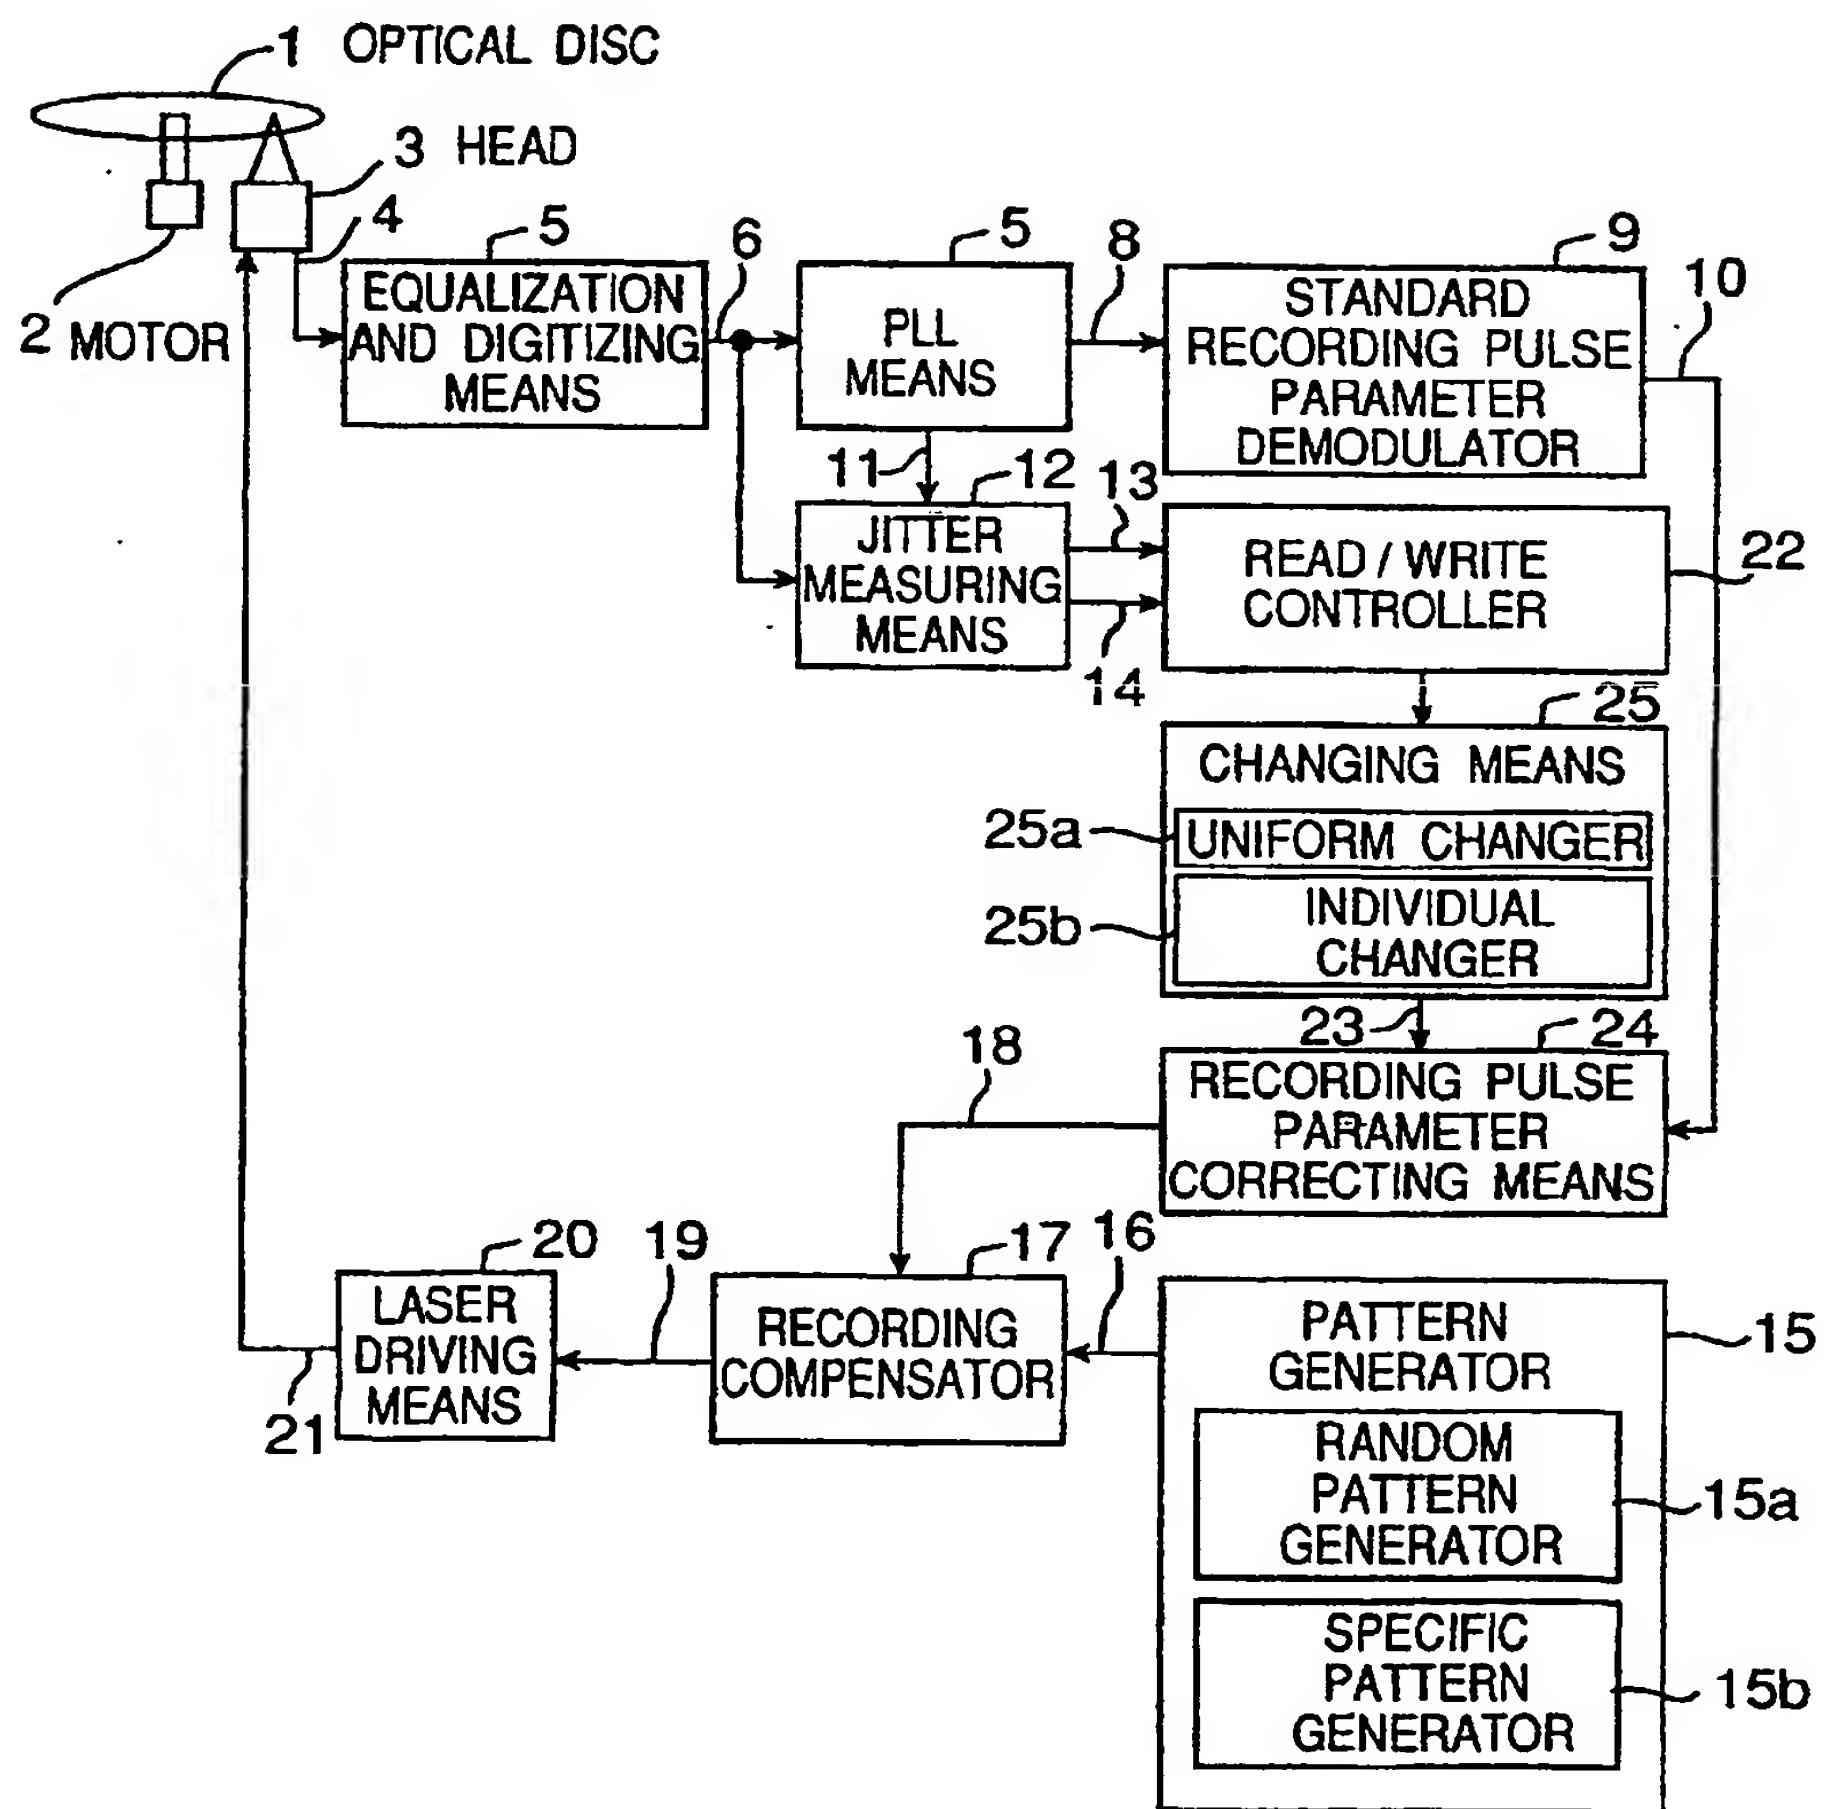 1 OPTICAL DISC
3 HEAD
4
2 MOTOR
5
EQUALIZATION
AND DIGITIZING
MEANS
6
5
PLL
MEANS
8
9
STANDARD
RECORDING PULSE
PARAMETER
DEMODULATOR
10
11
12
JITTER
MEASURING
MEANS
13
14
READ / WRITE
CONTROLLER
22
25
CHANGING MEANS
25a
UNIFORM CHANGER
25b
INDIVIDUAL
CHANGER
23
24
RECORDING PULSE
PARAMETER
CORRECTING MEANS
18
20
LASER
DRIVING
MEANS
21
19
17
RECORDING
COMPENSATOR
16
PATTERN
GENERATOR
15
RANDOM
PATTERN
GENERATOR
15a
SPECIFIC
PATTERN
GENERATOR
15b